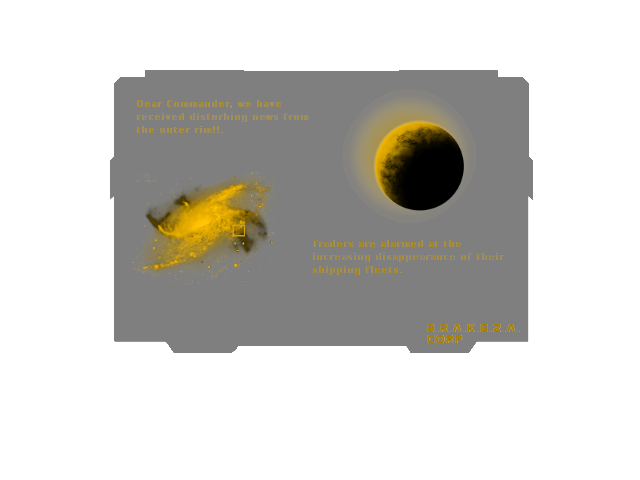 Dear Commander, we have
received disturbing news from
the outer rim!!.
Traders are alarmed at the
increasing disappearance of their
shipping fleets.
CORP